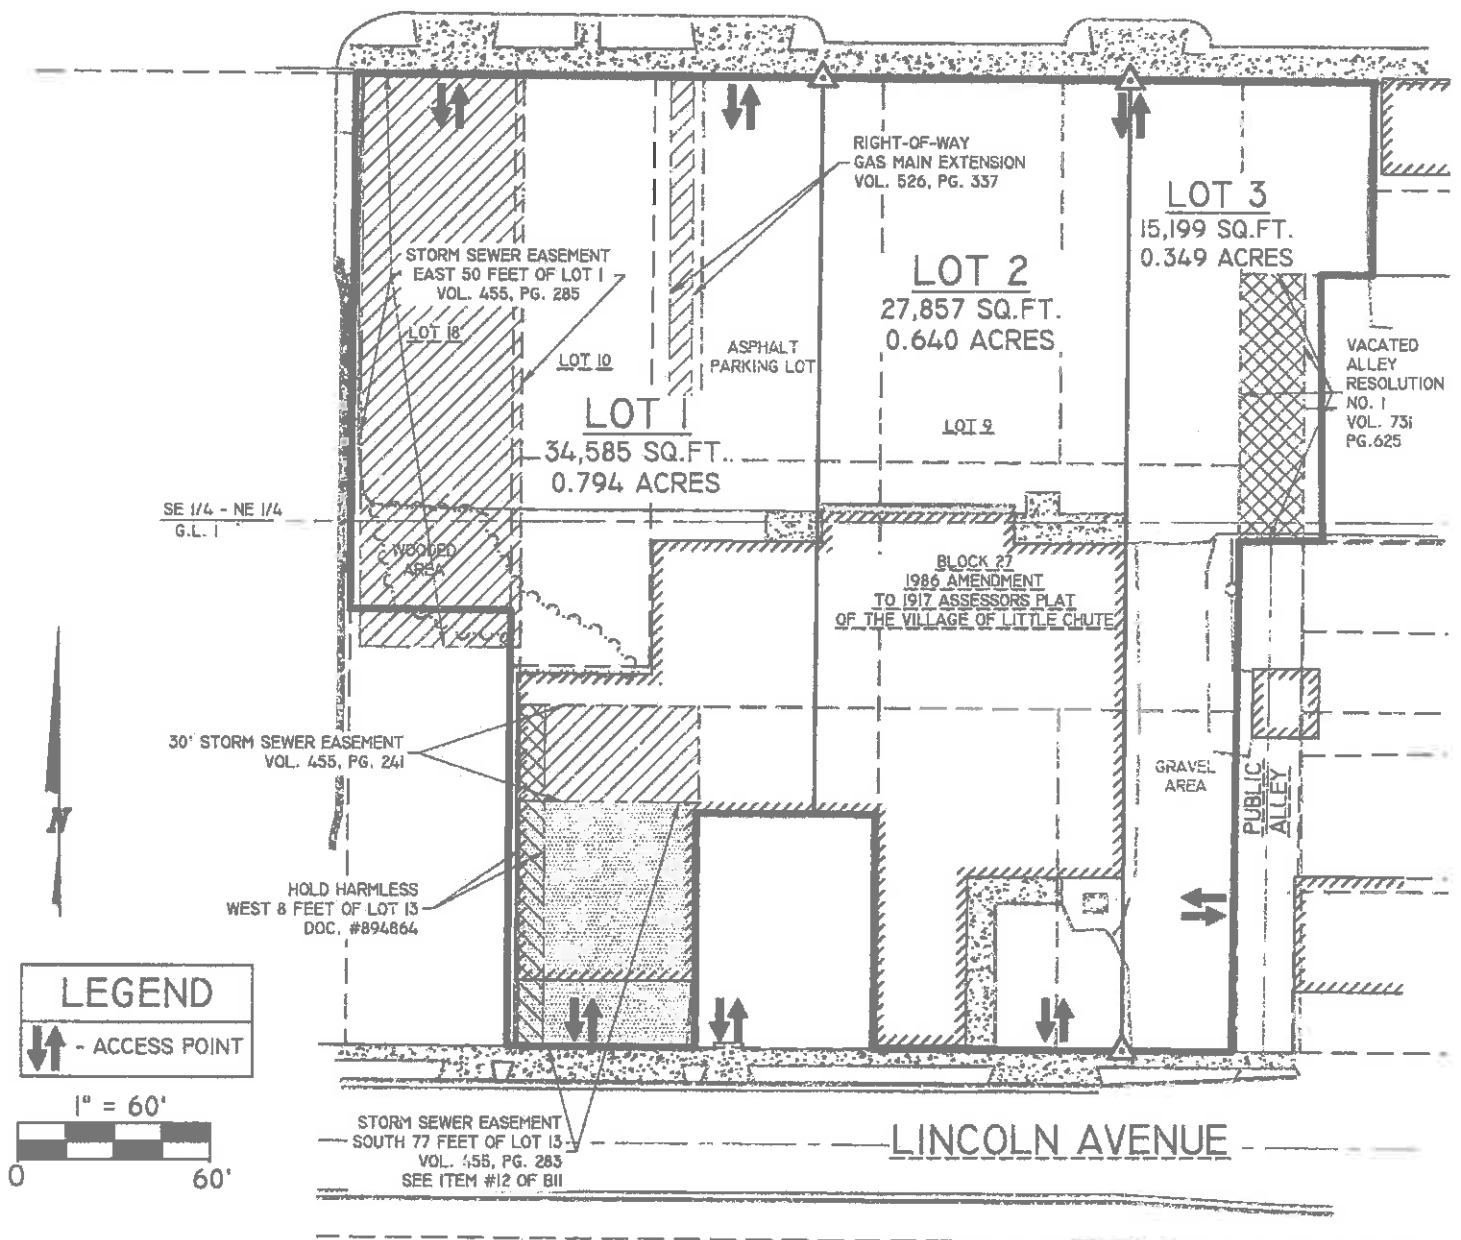 RIGHT-OF-WAY
GAS MAIN EXTENSION
VOL. 526, PG. 337
LOT 3
15,199 SQ.FT.
0.349 ACRES
STORM SEWER EASEMENT
EAST 50 FEET OF LOT 1
VOL. 455, PG. 285
LOT 2
27,857 SQ.FT.
0.640 ACRES
LOT 18
LOT 10
ASPHALT
PARKING LOT
VACATED
ALLEY
RESOLUTION
NO. 1
VOL. 731
PG.625
LOT 1
34,585 SQ.FT.
0.794 ACRES
LOT 9
SE 1/4 - NE 1/4
G.L. 1
WOODED
AREA
BLOCK 27
1986 AMENDMENT
TO 1917 ASSESSORS PLAT
OF THE VILLAGE OF LITTLE CHUTE
30' STORM SEWER EASEMENT
VOL. 455, PG. 241
GRAVEL
AREA
PUBLIC
ALLEY
N
HOLD HARMLESS
WEST 8 FEET OF LOT 13
DOC. #894864
LEGEND
- ACCESS POINT
1" = 60'
0 60'
STORM SEWER EASEMENT
SOUTH 77 FEET OF LOT 13
VOL. 455, PG. 283
SEE ITEM #12 OF BII
LINCOLN AVENUE